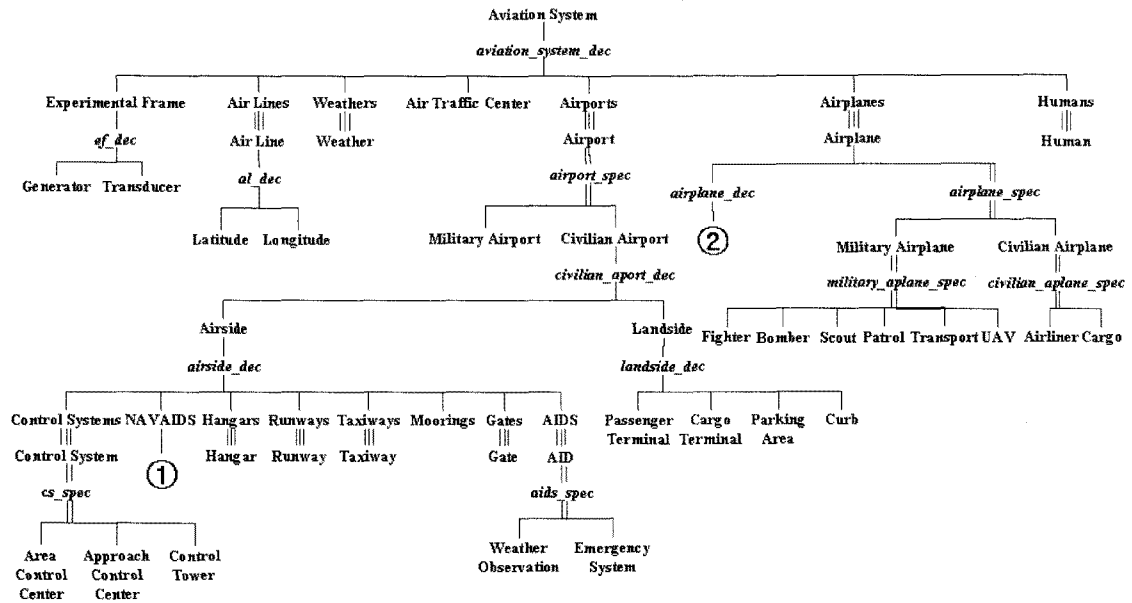 Aviation System
aviation_system_dec
Experimental Frame Air Lines Weathers Air Traffic Center Airports Airplanes Humans
ef_dec Air Line Weather Airport Airplane Human
Generator Transducer al_dec airport_spec airplane_dec airplane_spec
Latitude Longitude Military Airport Civilian Airport ② Military Airplane Civilian Airplane
civilian_aport_dec military_aplane_spec civilian_aplane_spec
Airside Landside Fighter Bomber Scout Patrol Transport UAV Airliner Cargo
airside_dec landside_dec
Control Systems NAVAIDS Hangars Runways Taxiways Moorings Gates AIDS Passenger Terminal Cargo Terminal Parking Area Curb
Control System ① Hangar Runway Taxiway Gate AID
cs_spec aids_spec
Area Control Center Approach Control Center Control Tower Weather Observation Emergency System